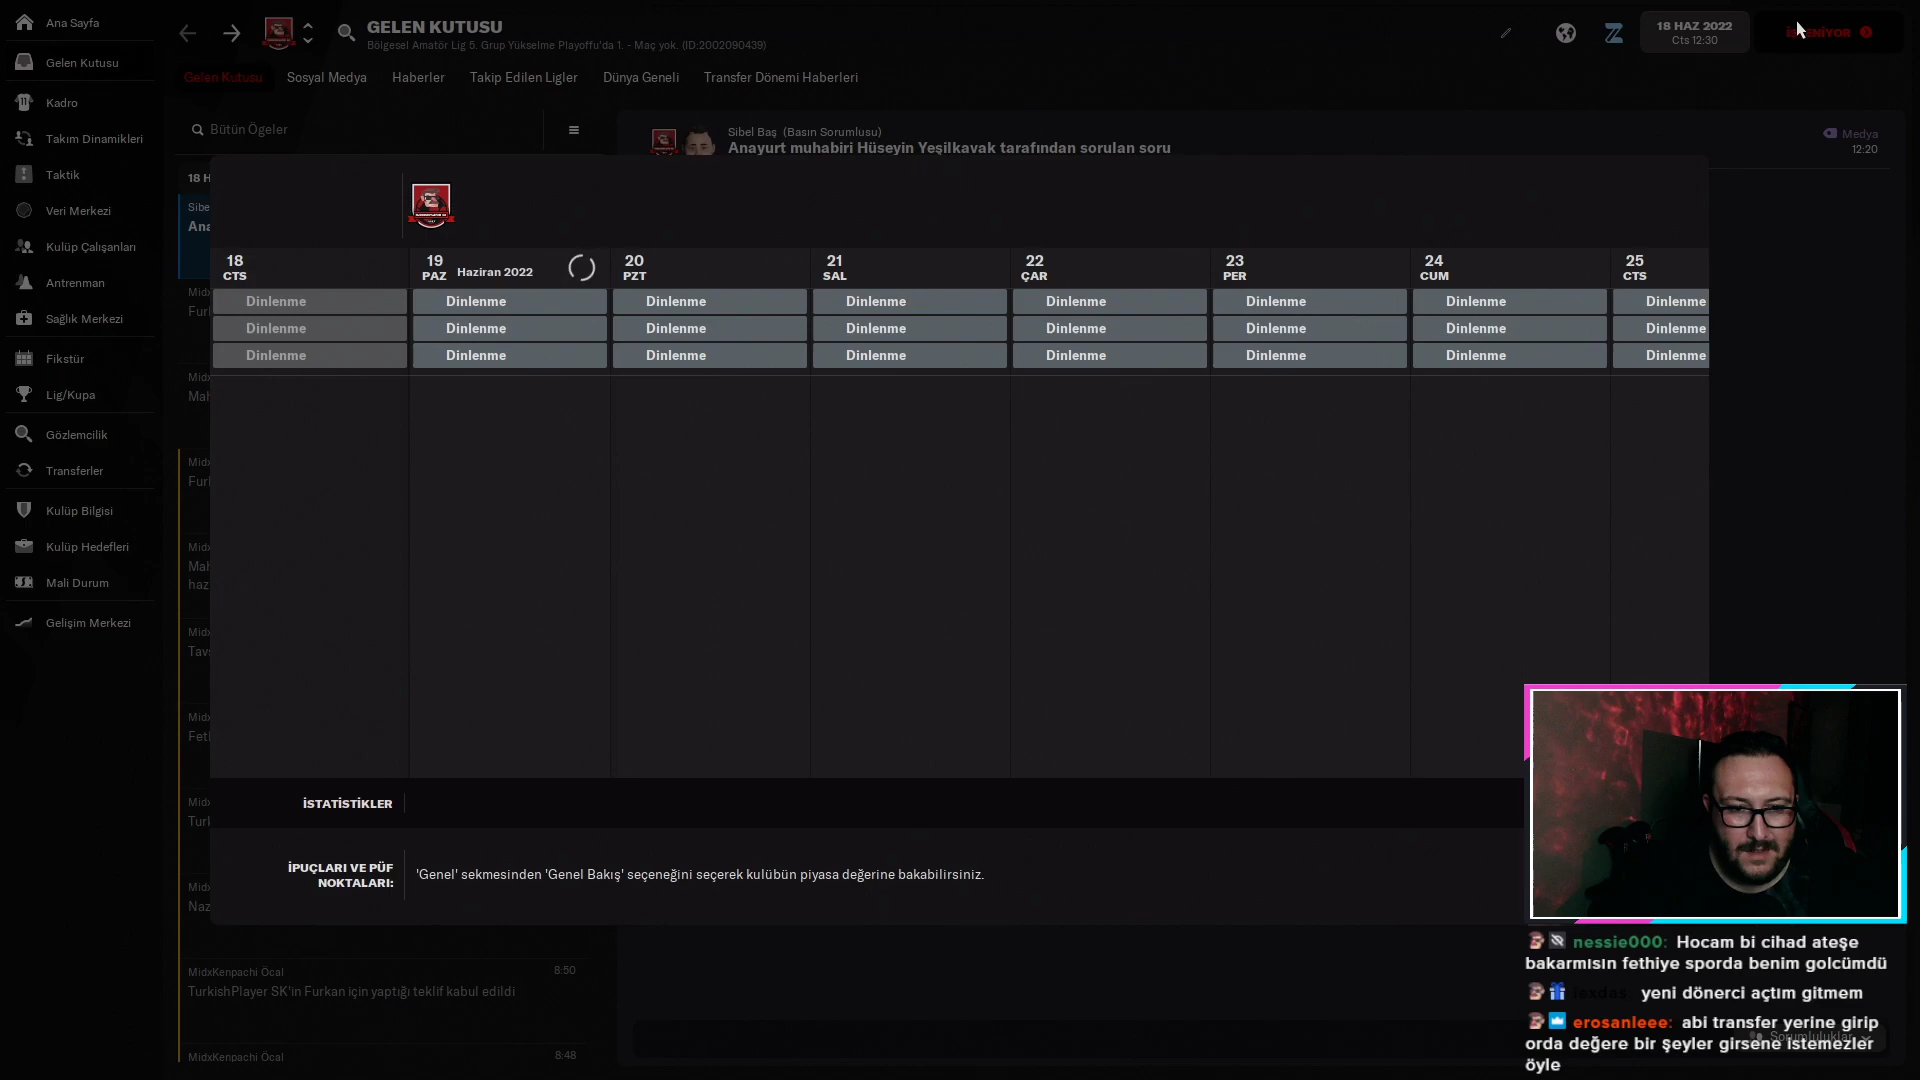 Ana Sayfa
Gelen Kutusu
Kadro
Takım Dinamikleri
Taktik
Veri Merkezi
Kulüp Çalışanları
Antrenman
Sağlık Merkezi
Fikstür
Lig/Kupa
Gözlemcilik
Transferler
Kulüp Bilgisi
Kulüp Hedefleri
Mali Durum
Gelişim Merkezi
GELEN KUTUSU
Bölgesel Amatör Lig 5. Grup Yükselme Playoffu'da 1. - Maç yok. (ID:2002090439)
18 HAZ 2022
Cts 12:30
Gelen Kutusu Sosyal Medya Haberler Takip Edilen Ligler Dünya Geneli Transfer Dönemi Haberleri
Bütün Ögeler
Sibel Baş (Basın Sorumlusu)
Anayurt muhabiri Hüseyin Yeşilkavak tarafından sorulan soru
Medya
12:20
18 CTS
19 PAZ Haziran 2022
20 PZT
21 SAL
22 ÇAR
23 PER
24 CUM
25 CTS
Dinlenme Dinlenme Dinlenme Dinlenme Dinlenme Dinlenme Dinlenme Dinlenme
Dinlenme Dinlenme Dinlenme Dinlenme Dinlenme Dinlenme Dinlenme Dinlenme
Dinlenme Dinlenme Dinlenme Dinlenme Dinlenme Dinlenme Dinlenme Dinlenme
İSTATİSTİKLER
İPUÇLARI VE PÜF
NOKTALARI:
'Genel' sekmesinden 'Genel Bakış' seçeneğini seçerek kulübün piyasa değerine bakabilirsiniz.
MidxKenpachi Öcal 8:50
TurkishPlayer SK'in Furkan için yaptığı teklif kabul edildi
MidxKenpachi Öcal 8:48
nessie000: Hocam bi cihad ateşe
bakarmısın fethiye sporda benim golcümdü
lexdas: yeni dönerci açtım gitmem
erosanleee: abi transfer yerine girip
orda değere bir şeyler girsene istemezler
öyle
Sorumluluklar